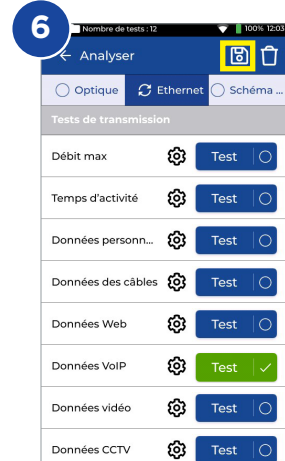 6
Nombre de tests : 12 100% 12:03
Analyser
Optique Ethernet Schéma ...
Tests de transmission
Débit max Test
Temps d'activité Test
Données personn... Test
Données des câbles Test
Données Web Test
Données VoIP Test
Données vidéo Test
Données CCTV Test